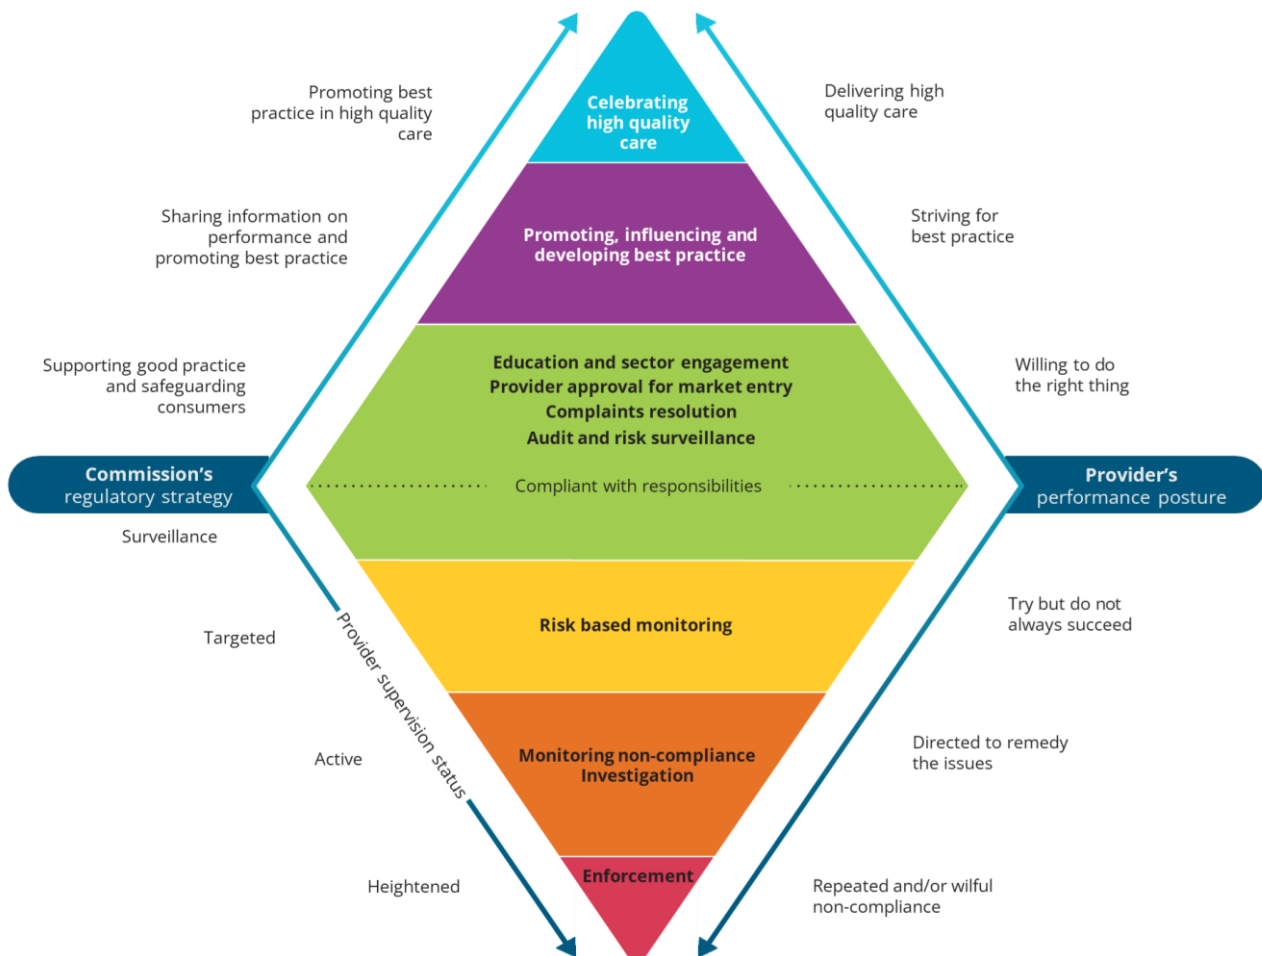 Promoting best
practice in high quality
care
Celebrating
high quality
care
Delivering high
quality care
Sharing information on
performance and
promoting best practice
Promoting, influencing and
developing best practice
Striving for
best practice
Supporting good practice
and safeguarding
consumers
Education and sector engagement
Provider approval for market entry
Complaints resolution
Audit and risk surveillance
Willing to do
the right thing
Commission's
regulatory strategy
Compliant with responsibilities
Provider's
performance posture
Surveillance
Targeted
Provider supervision status
Risk based monitoring
Try but do not
always succeed
Active
Monitoring non-compliance
Investigation
Directed to remedy
the issues
Heightened
Enforcement
Repeated and/or wilful
non-compliance